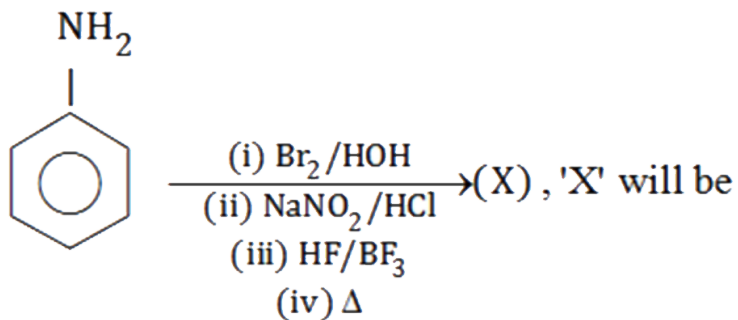 NH₂
(i) Br₂/HOH
(ii) NaNO₂/HCl
(iii) HF/BF₃
(iv) Δ
(X) , 'X' will be